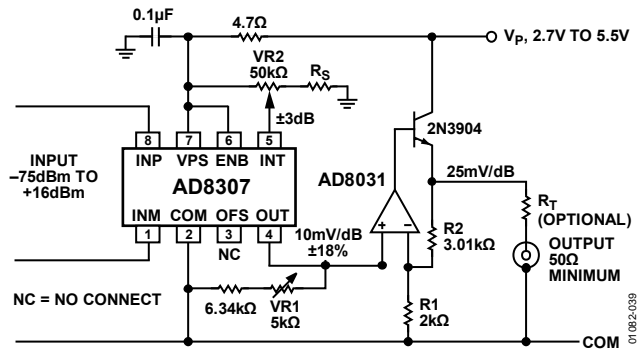 0.1µF
4.7Ω
V_P, 2.7V TO 5.5V
VR2
50kΩ
R_S
±3dB
2N3904
8
7
6
5
INP
VPS
ENB
INT
INPUT
–75dBm TO
+16dBm
AD8307
AD8031
25mV/dB
INM
COM
OFS
OUT
1
2
3
4
NC
10mV/dB
±18%
+
–
R2
3.01kΩ
R_T
(OPTIONAL)
OUTPUT
50Ω
MINIMUM
NC = NO CONNECT
6.34kΩ
VR1
5kΩ
R1
2kΩ
COM
01082-039